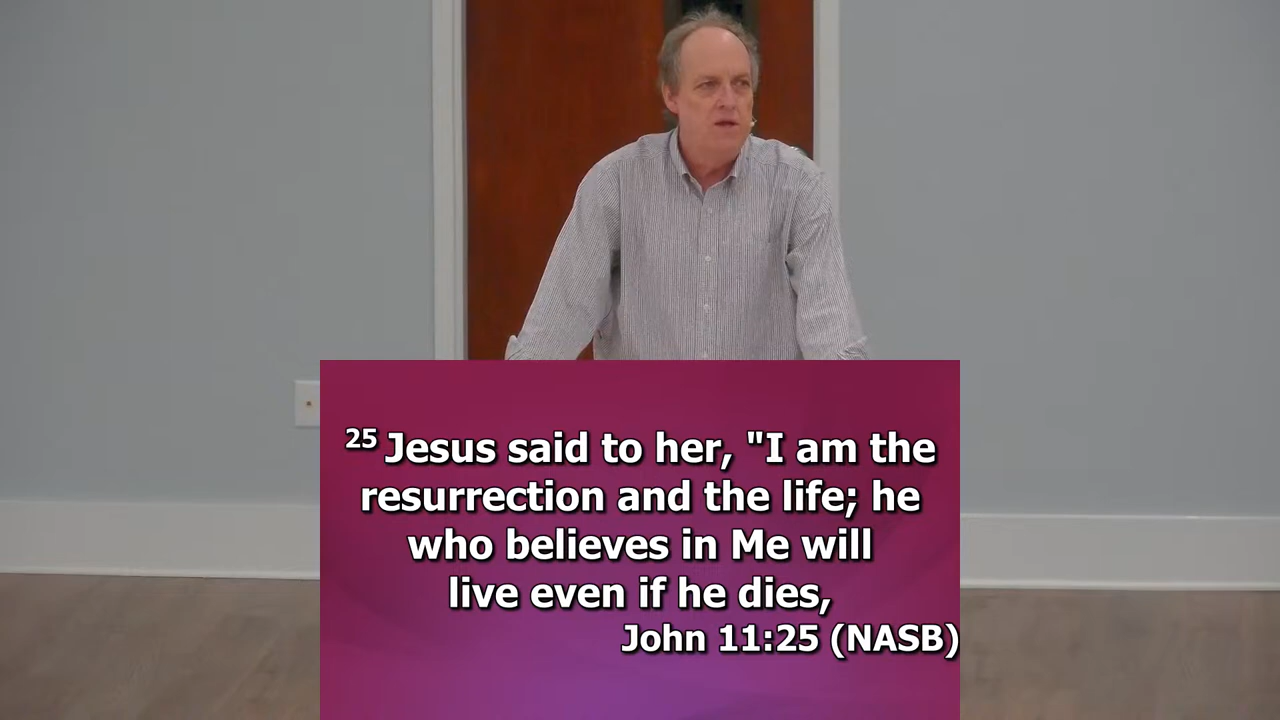 25 Jesus said to her, "I am the
resurrection and the life; he
who believes in Me will
live even if he dies,
John 11:25 (NASB)